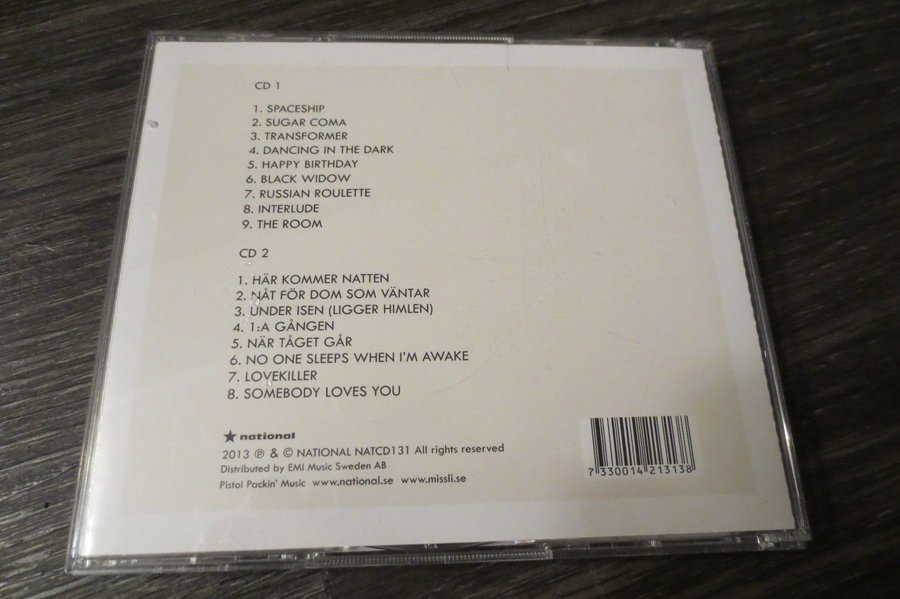 CD 1
1. SPACESHIP
2. SUGAR COMA
3. TRANSFORMER
4. DANCING IN THE DARK
5. HAPPY BIRTHDAY
6. BLACK WIDOW
7. RUSSIAN ROULETTE
8. INTERLUDE
9. THE ROOM
CD 2
1. HÄR KOMMER NATTEN
2. NÅT FÖR DOM SOM VÄNTAR
3. UNDER ISEN (LIGGER HIMLEN)
4. 1:A GÅNGEN
5. NÄR TÅGET GÅR
6. NO ONE SLEEPS WHEN I'M AWAKE
7. LOVEKILLER
8. SOMEBODY LOVES YOU
★ national
2013 ℗ & © NATIONAL NATCD131 All rights reserved
Distributed by EMI Music Sweden AB
Pistol Packin' Music www.national.se www.missli.se
7 330014 213138